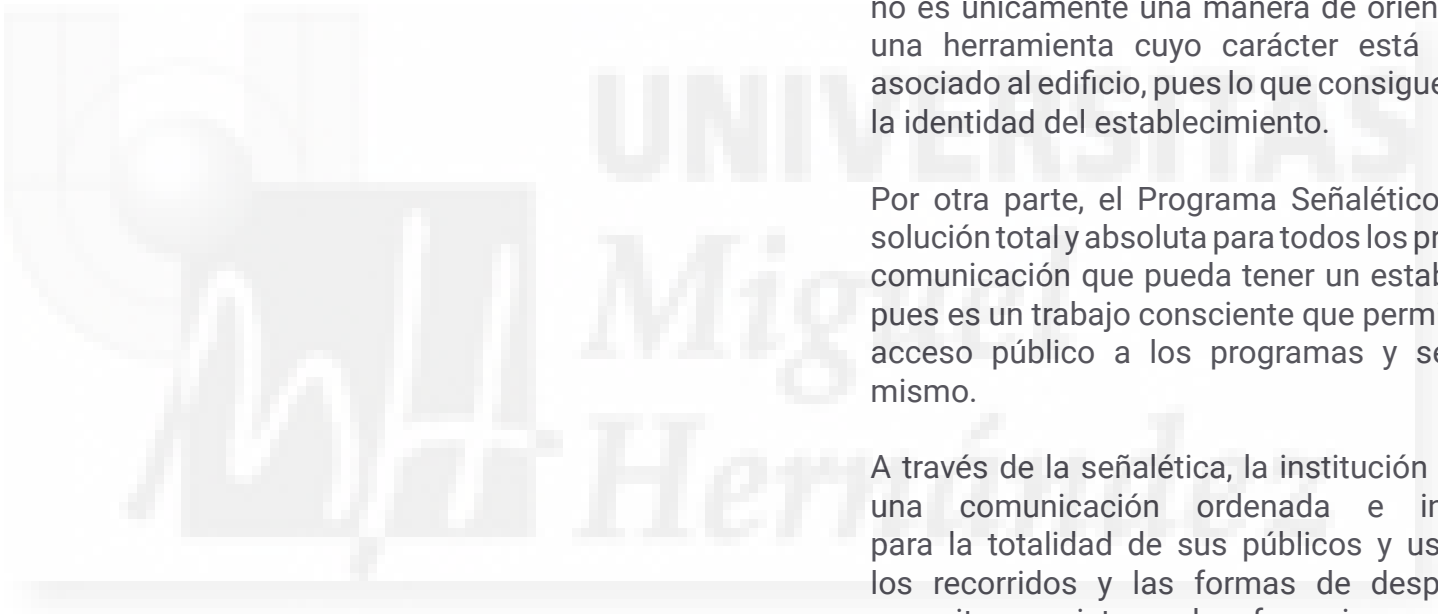 UNIVERSITAS
Miguel
Hernández
no es únicamente una manera de orien
una herramienta cuyo carácter está
asociado al edificio, pues lo que consigue
la identidad del establecimiento.
Por otra parte, el Programa Señalético
solución total y absoluta para todos los pr
comunicación que pueda tener un estab
pues es un trabajo consciente que perm
acceso público a los programas y se
mismo.
A través de la señalética, la institución
una comunicación ordenada e in
para la totalidad de sus públicos y us
los recorridos y las formas de desp